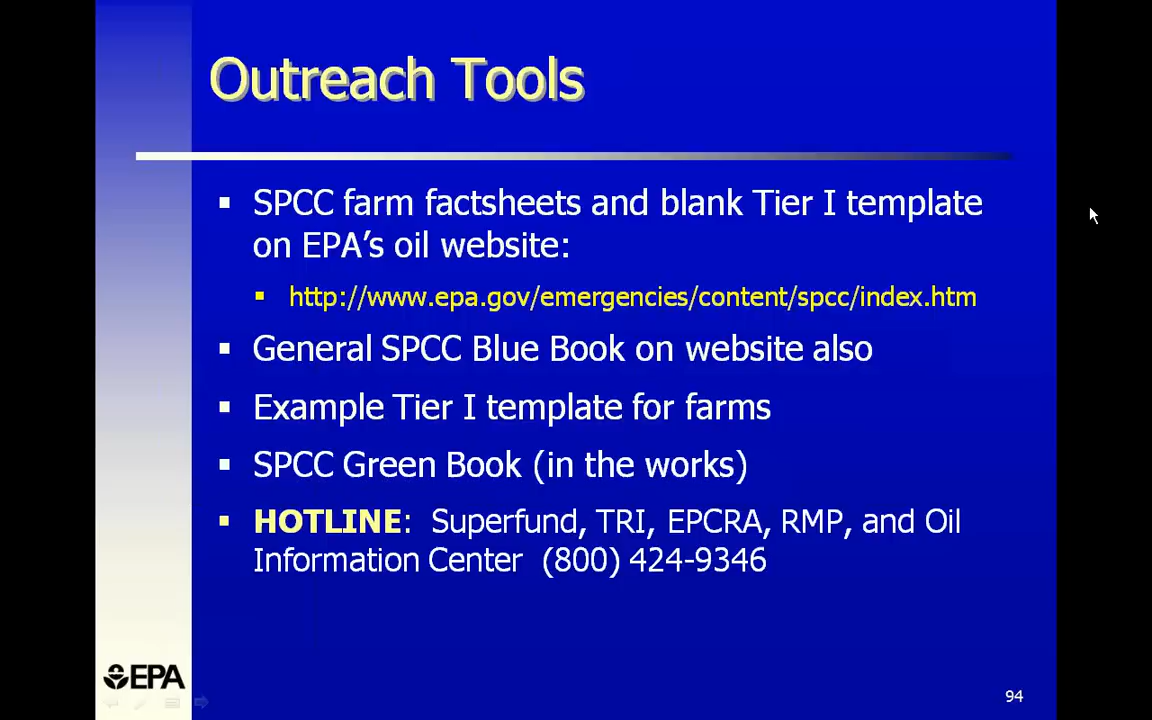 Outreach Tools
▪ SPCC farm factsheets and blank Tier I template
on EPA's oil website:
▪ http://www.epa.gov/emergencies/content/spcc/index.htm
▪ General SPCC Blue Book on website also
▪ Example Tier I template for farms
▪ SPCC Green Book (in the works)
▪ HOTLINE: Superfund, TRI, EPCRA, RMP, and Oil
Information Center (800) 424-9346
EPA
94